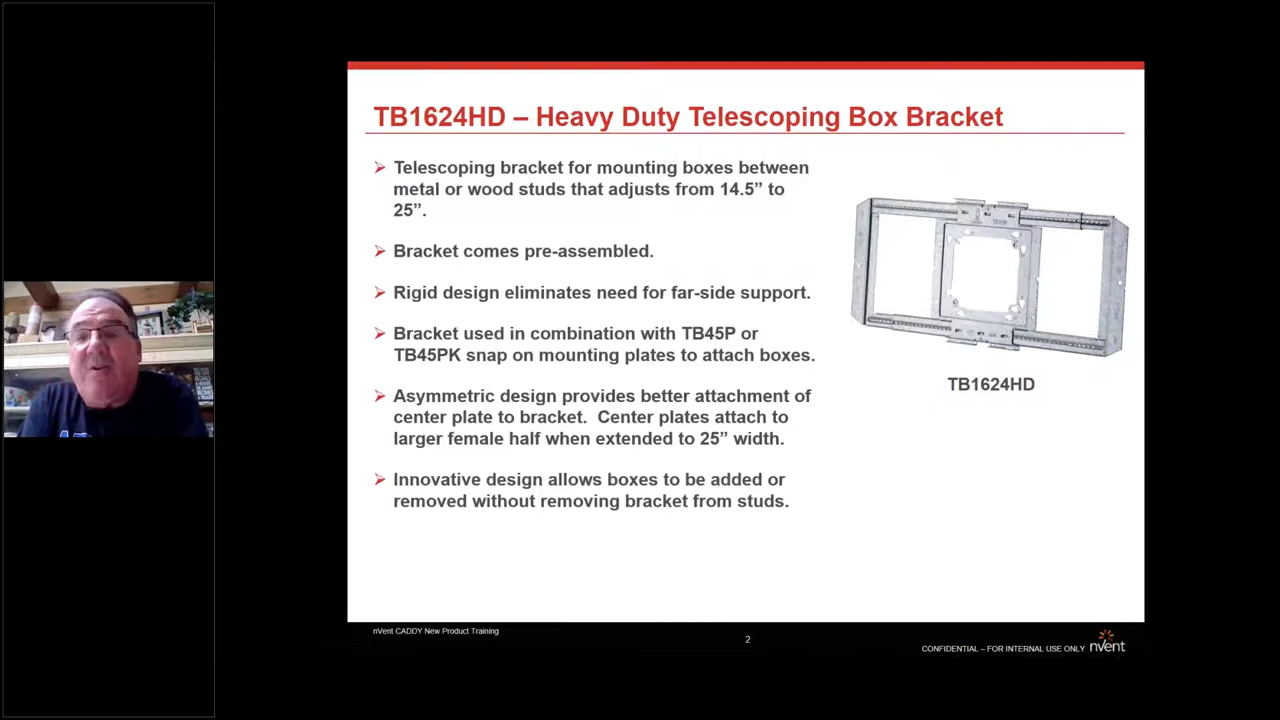 TB1624HD – Heavy Duty Telescoping Box Bracket
➢ Telescoping bracket for mounting boxes between
metal or wood studs that adjusts from 14.5” to
25”.
➢ Bracket comes pre-assembled.
➢ Rigid design eliminates need for far-side support.
➢ Bracket used in combination with TB45P or
TB45PK snap on mounting plates to attach boxes.
➢ Asymmetric design provides better attachment of
center plate to bracket.  Center plates attach to
larger female half when extended to 25” width.
➢ Innovative design allows boxes to be added or
removed without removing bracket from studs.
TB1624HD
nVent CADDY New Product Training
2
CONFIDENTIAL – FOR INTERNAL USE ONLY
nVent